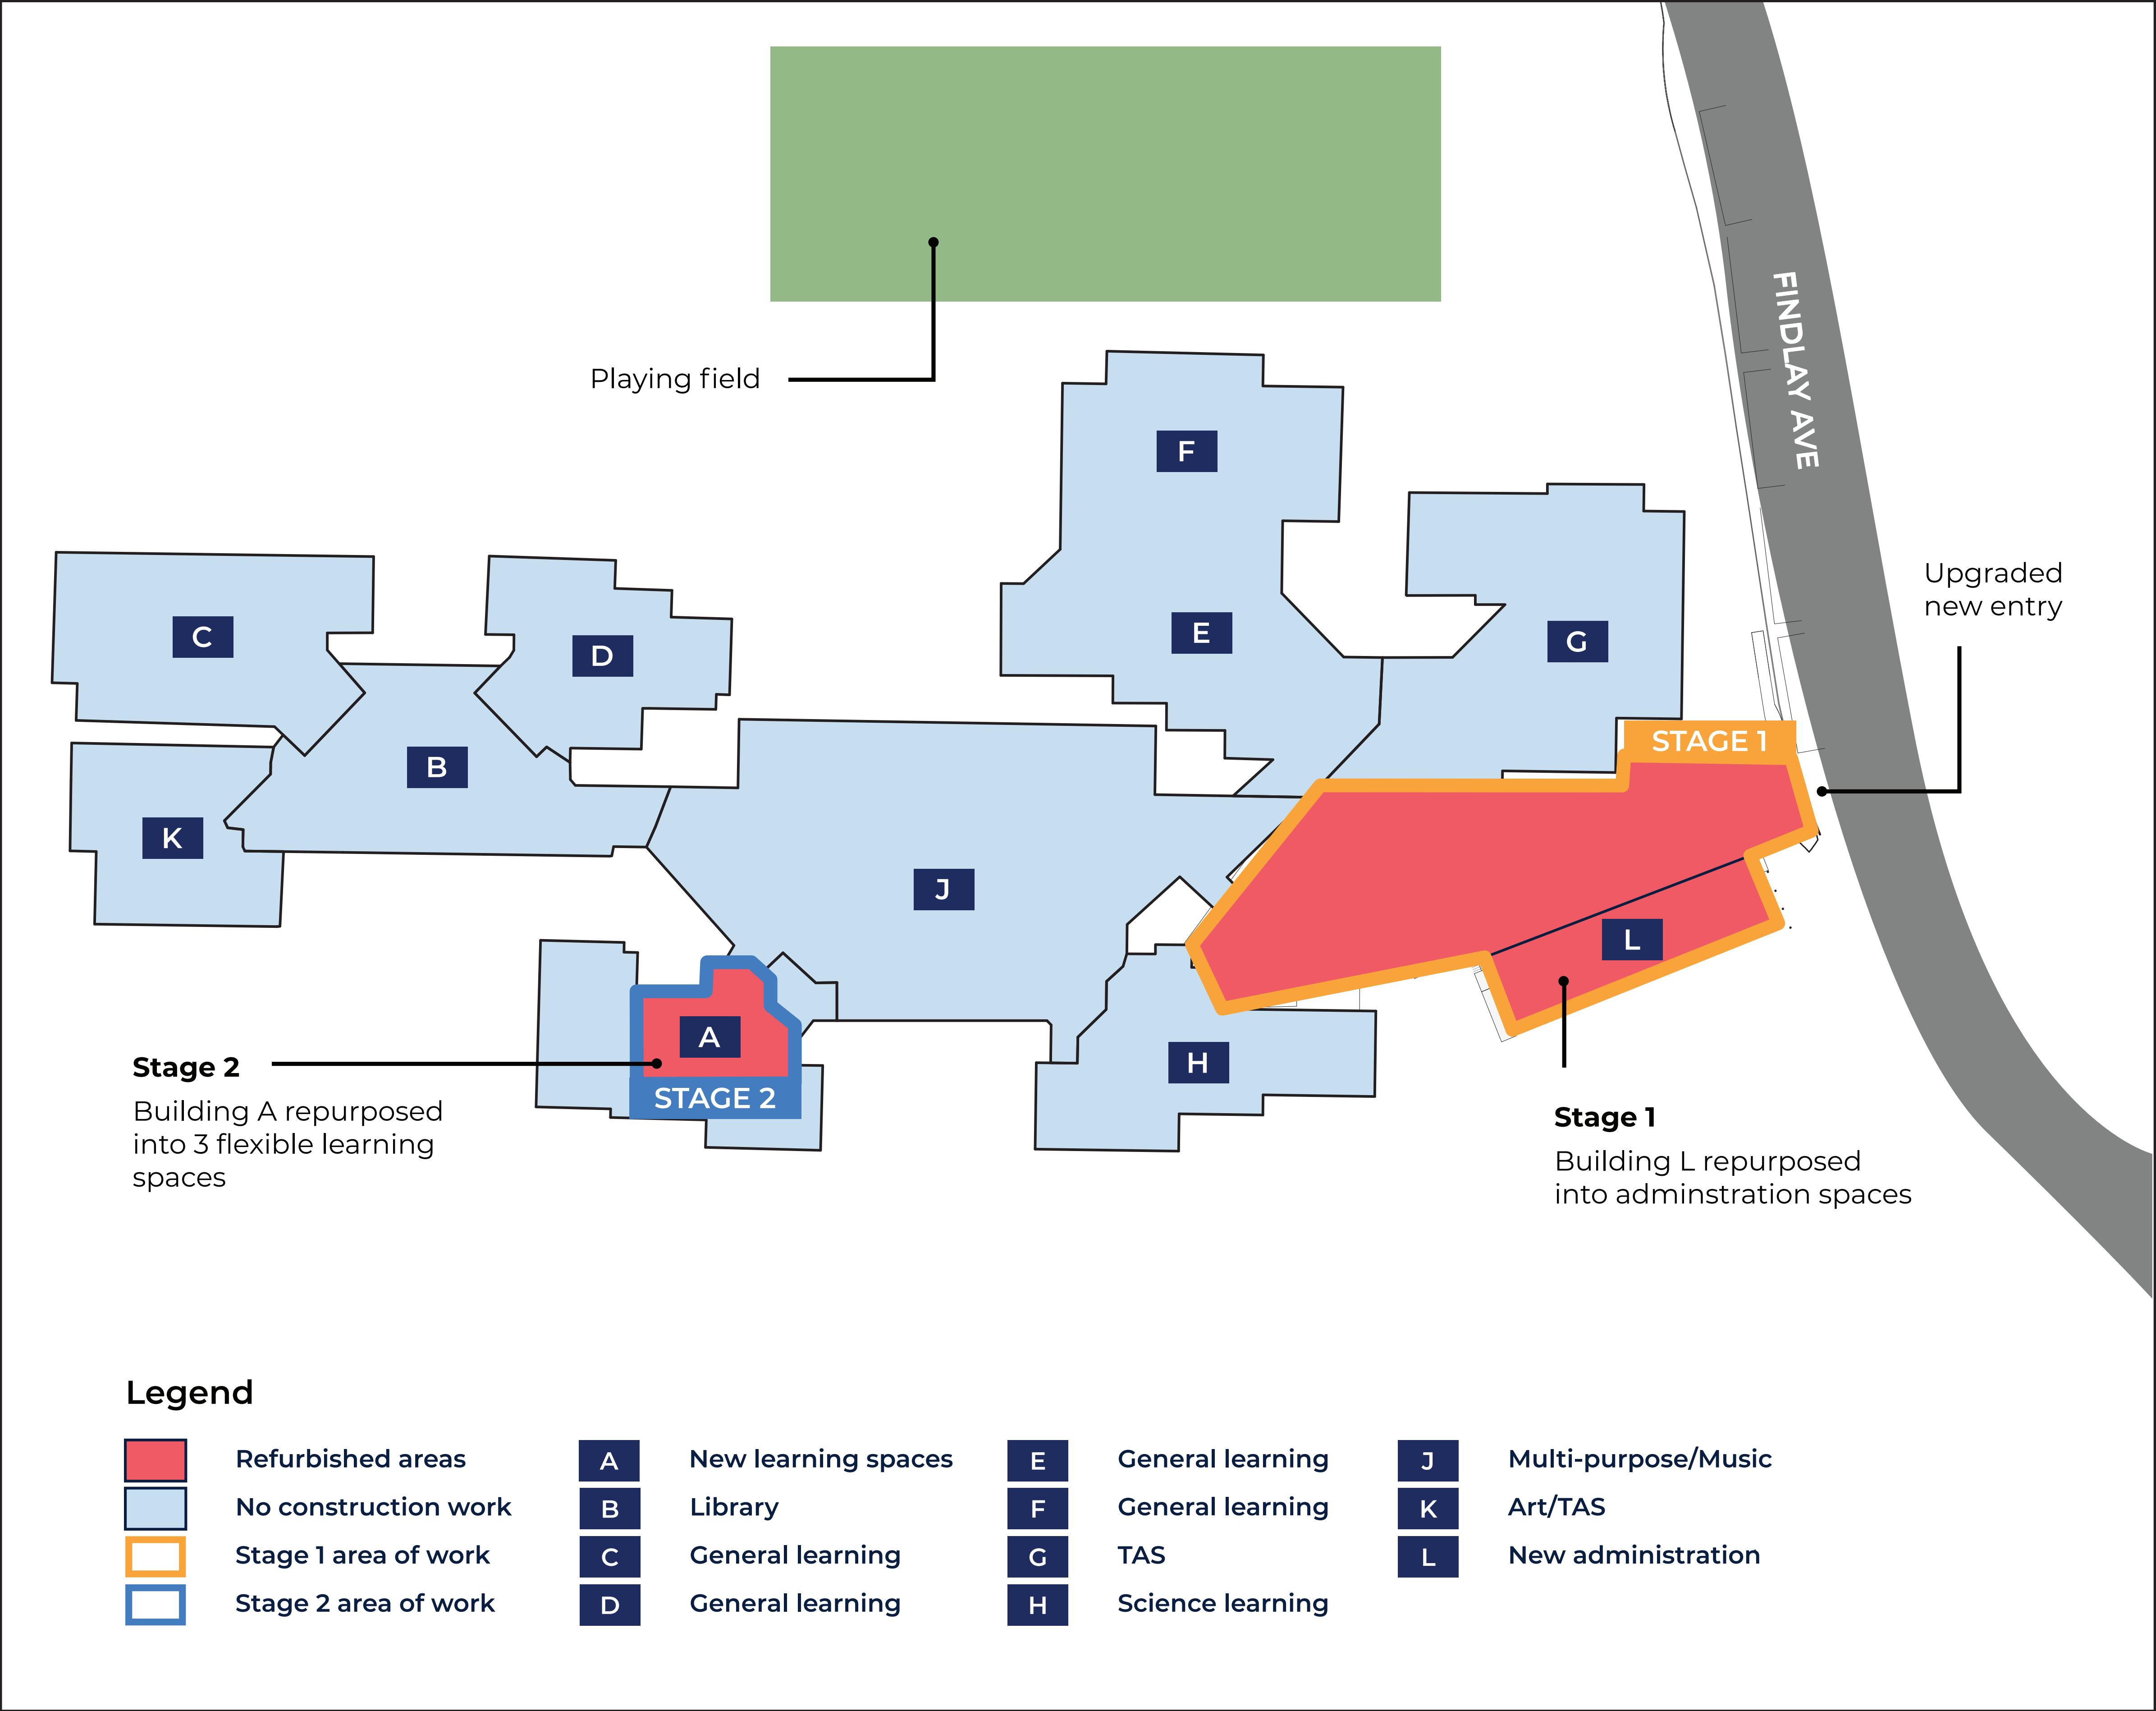 FINDLAY AVE
Playing field
F
Upgraded
new entry
C
D
E
G
STAGE 1
B
K
J
L
A
H
STAGE 2
Stage 2
Building A repurposed
into 3 flexible learning
spaces
Stage 1
Building L repurposed
into adminstration spaces
Legend
Refurbished areas
No construction work
Stage 1 area of work
Stage 2 area of work
A New learning spaces
B Library
C General learning
D General learning
E General learning
F General learning
G TAS
H Science learning
J Multi-purpose/Music
K Art/TAS
L New administration